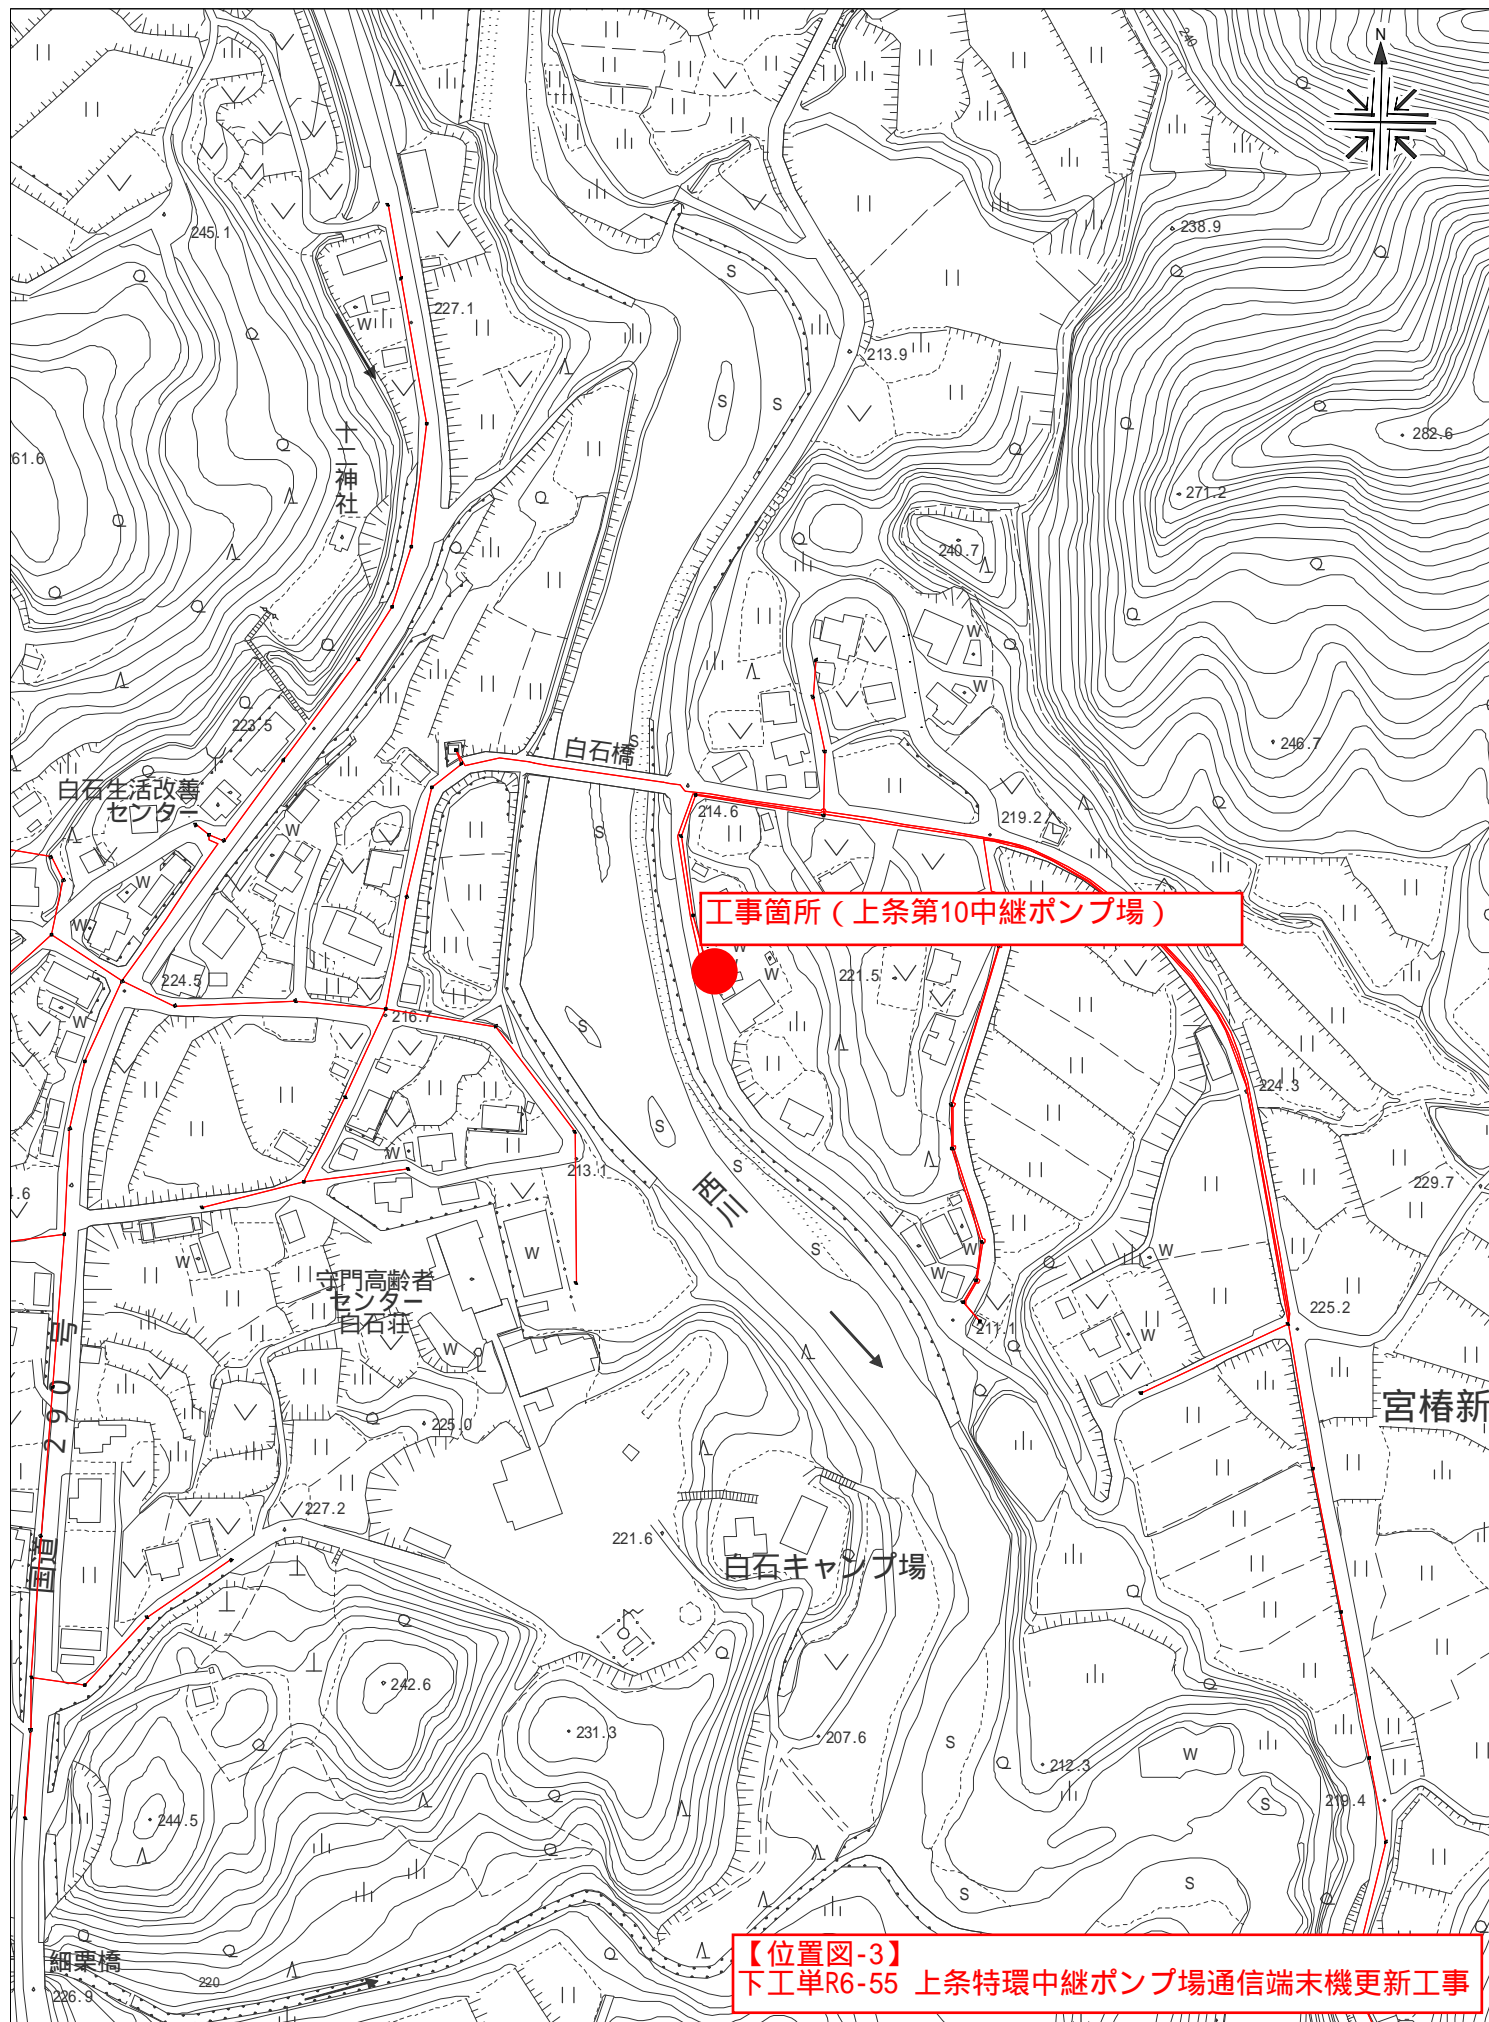 N
240
245.1
238.9
W
227.1
213.9
S
S
S
282.6
261.6
十二神社
271.2
240.7
W
W
223.5
白石橋
S
246.7
白石生活改善
センター
214.6
219.2
W
S
W
工事箇所(上条第10中継ポンプ場)
W
W
W
224.5
221.5
216.7
S
W
224.3
S
W
213.1
S
229.7
4.6
西川
W
W
S
W
W
W
守門高齢者
センター
白石荘
225.2
211.1
W
W
国道290号
宮椿新
225.0
227.2
221.6
白石キャンプ場
242.6
231.3
207.6
S
212.3
W
244.5
219.4
S
S
S
細栗橋
220
226.9
【位置図-3】
下工単R6-55 上条特環中継ポンプ場通信端末機更新工事